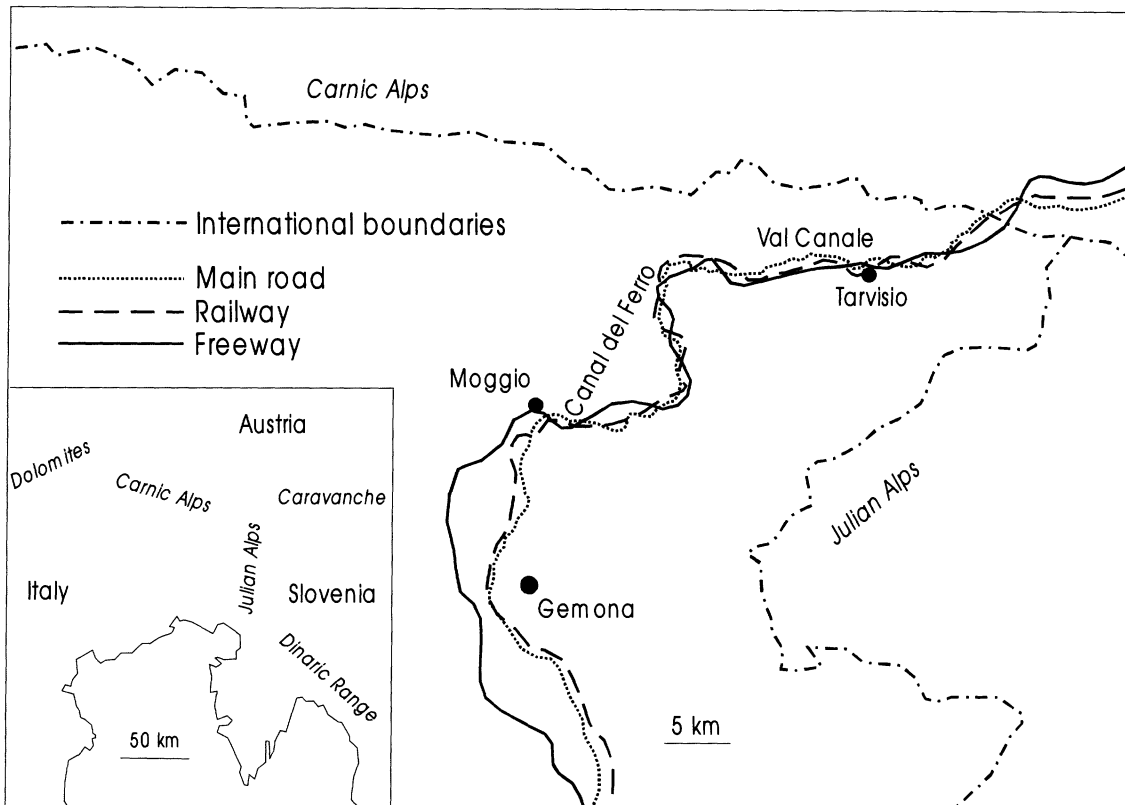 Carnic Alps
International boundaries
Main road
Railway
Freeway
Val Canale
Tarvisio
Canal del Ferro
Moggio
Julian Alps
Gemona
5 km
Austria
Dolomites
Carnic Alps
Caravanche
Julian Alps
Italy
Slovenia
Dinaric Range
50 km